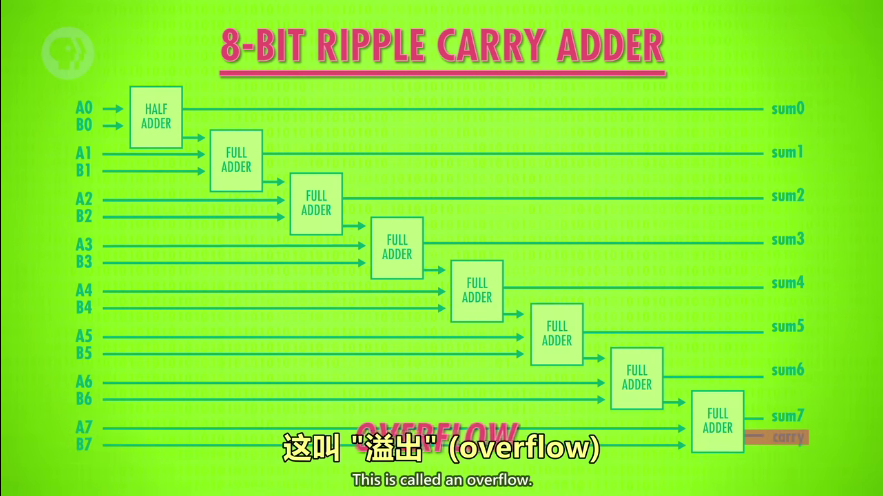 8-BIT RIPPLE CARRY ADDER
A0
B0
HALF
ADDER
sum0
A1
B1
FULL
ADDER
sum1
A2
B2
FULL
ADDER
sum2
A3
B3
FULL
ADDER
sum3
A4
B4
FULL
ADDER
sum4
A5
B5
FULL
ADDER
sum5
A6
B6
FULL
ADDER
sum6
A7
B7
FULL
ADDER
sum7
carry
OVERFLOW
这叫 "溢出" (overflow)
This is called an overflow.